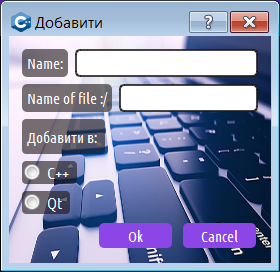 Добавити
Name:
Name of file :/
Добавити в:
C++
Qt
Ok Cancel